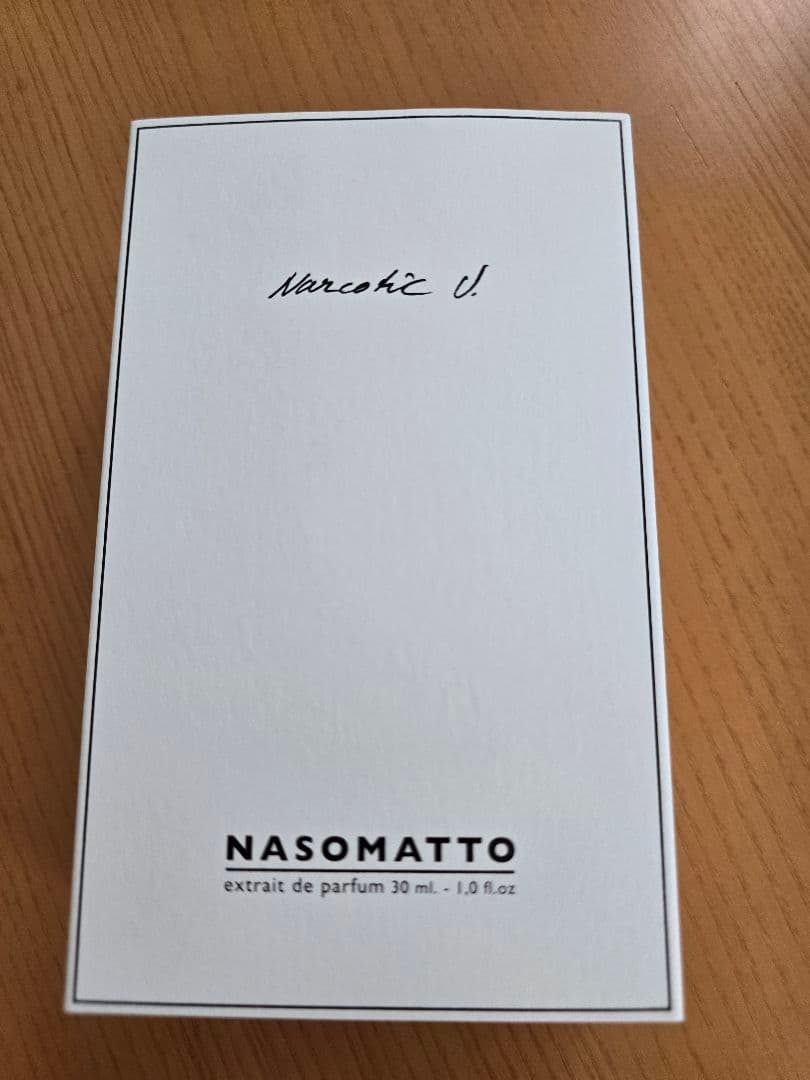 Narcotic V.
NASOMATTO
extrait de parfum 30 ml. - 1,0 fl.oz